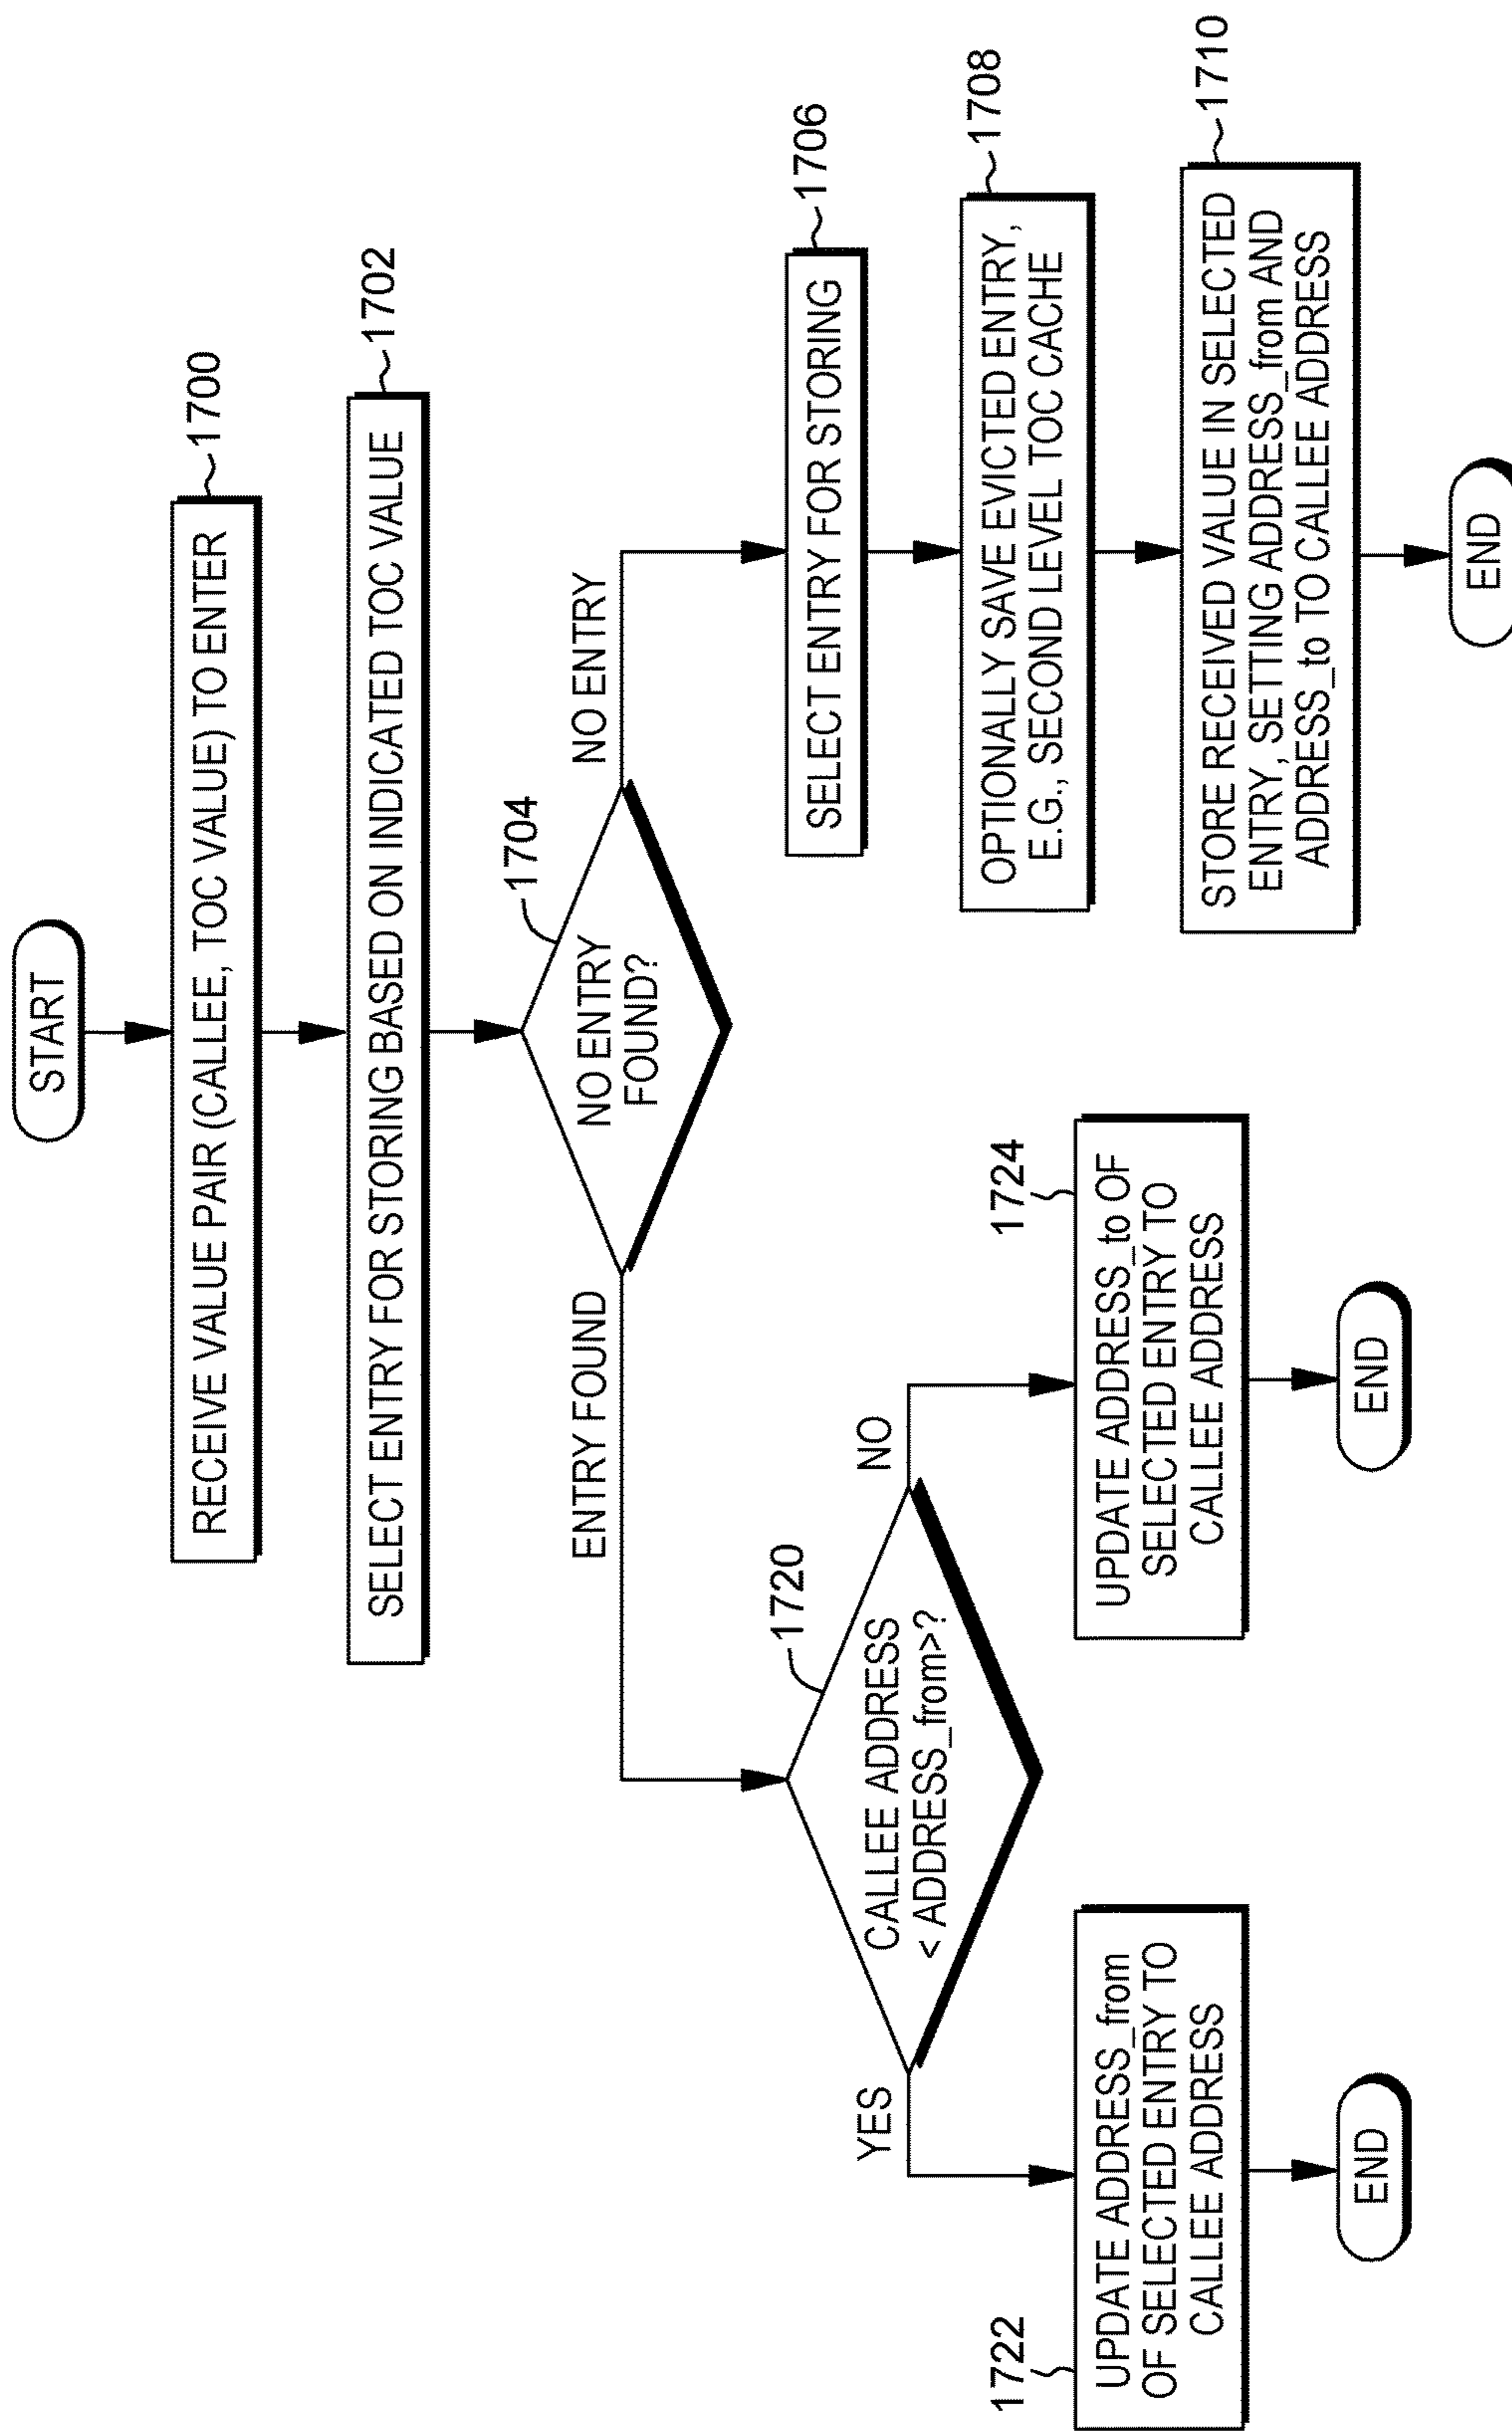 START
1700
RECEIVE VALUE PAIR (CALLEE, TOC VALUE) TO ENTER
1702
SELECT ENTRY FOR STORING BASED ON INDICATED TOC VALUE
1704
NO ENTRY
FOUND?
ENTRY FOUND
NO ENTRY
1720
CALLEE ADDRESS
< ADDRESS_from>?
YES
NO
1722
UPDATE ADDRESS_from
OF SELECTED ENTRY TO
CALLEE ADDRESS
END
1724
UPDATE ADDRESS_to OF
SELECTED ENTRY TO
CALLEE ADDRESS
END
1706
SELECT ENTRY FOR STORING
1708
OPTIONALLY SAVE EVICTED ENTRY,
E.G., SECOND LEVEL TOC CACHE
1710
STORE RECEIVED VALUE IN SELECTED
ENTRY, SETTING ADDRESS_from AND
ADDRESS_to TO CALLEE ADDRESS
END